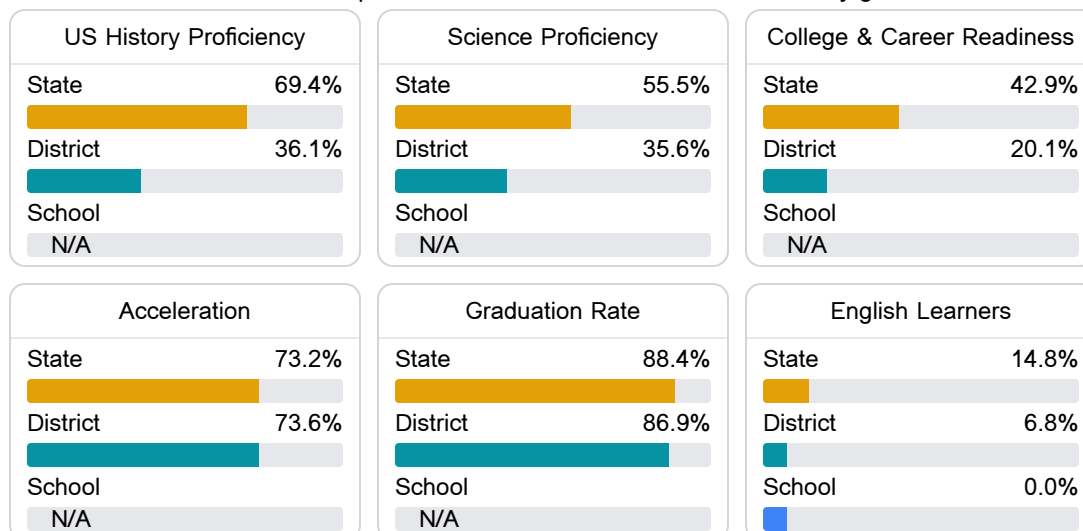 US History Proficiency
State 69.4%
District 36.1%
School
N/A
Science Proficiency
State 55.5%
District 35.6%
School
N/A
College & Career Readiness
State 42.9%
District 20.1%
School
N/A
Acceleration
State 73.2%
District 73.6%
School
N/A
Graduation Rate
State 88.4%
District 86.9%
School
N/A
English Learners
State 14.8%
District 6.8%
School 0.0%